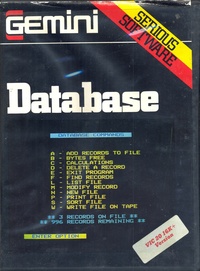 GEMINI
SERIOUS
SOFTWARE
Database
DATABASE COMMANDS
A - ADD RECORDS TO FILE
B - BYTES FREE
C - CALCULATIONS
D - DELETE A RECORD
E - EXIT PROGRAM
F - FIND RECORDS
L - LIST FILE
M - MODIFY RECORD
N - NEW FILE
P - PRINT FILE
S - SORT FILE
W - WRITE FILE ON TAPE
** 3 RECORDS ON FILE **
** 996 RECORDS REMAINING **
ENTER OPTION
VIC 20 16K -
Version